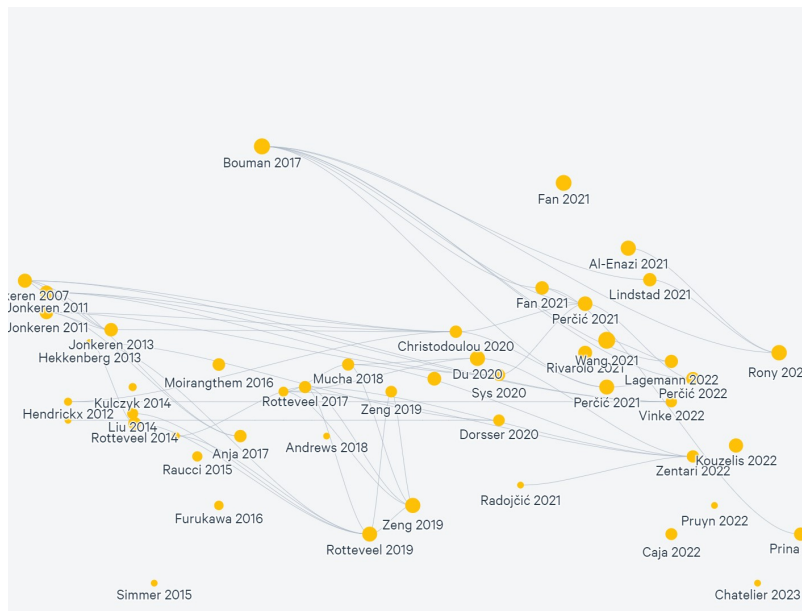 Bouman 2017
Fan 2021
Al-Enazi 2021
Lindstad 2021
keren 2007
Jonkeren 2011
Fan 2021
Perčić 2021
Jonkeren 2011
Jonkeren 2013
Christodoulou 2020
Hekkenberg 2013
Wang 2021
Rivarola 2021
Rony 202
Moirangthem 2016
Mucha 2018
Du 2020
Lagemann 2022
Sys 2020
Perčić 2022
Kulczyk 2014
Rotteveel 2017
Zeng 2019
Perčić 2021
Hendrickx 2012
Vinke 2022
Liu 2014
Rotteveel 2014
Dorsser 2020
Anja 2017
Andrews 2018
Kouzelis 2022
Raucci 2015
Zentari 2022
Radojčić 2021
Furukawa 2016
Zeng 2019
Pruyn 2022
Rotteveel 2019
Caja 2022
Prina
Simmer 2015
Chatelier 2023